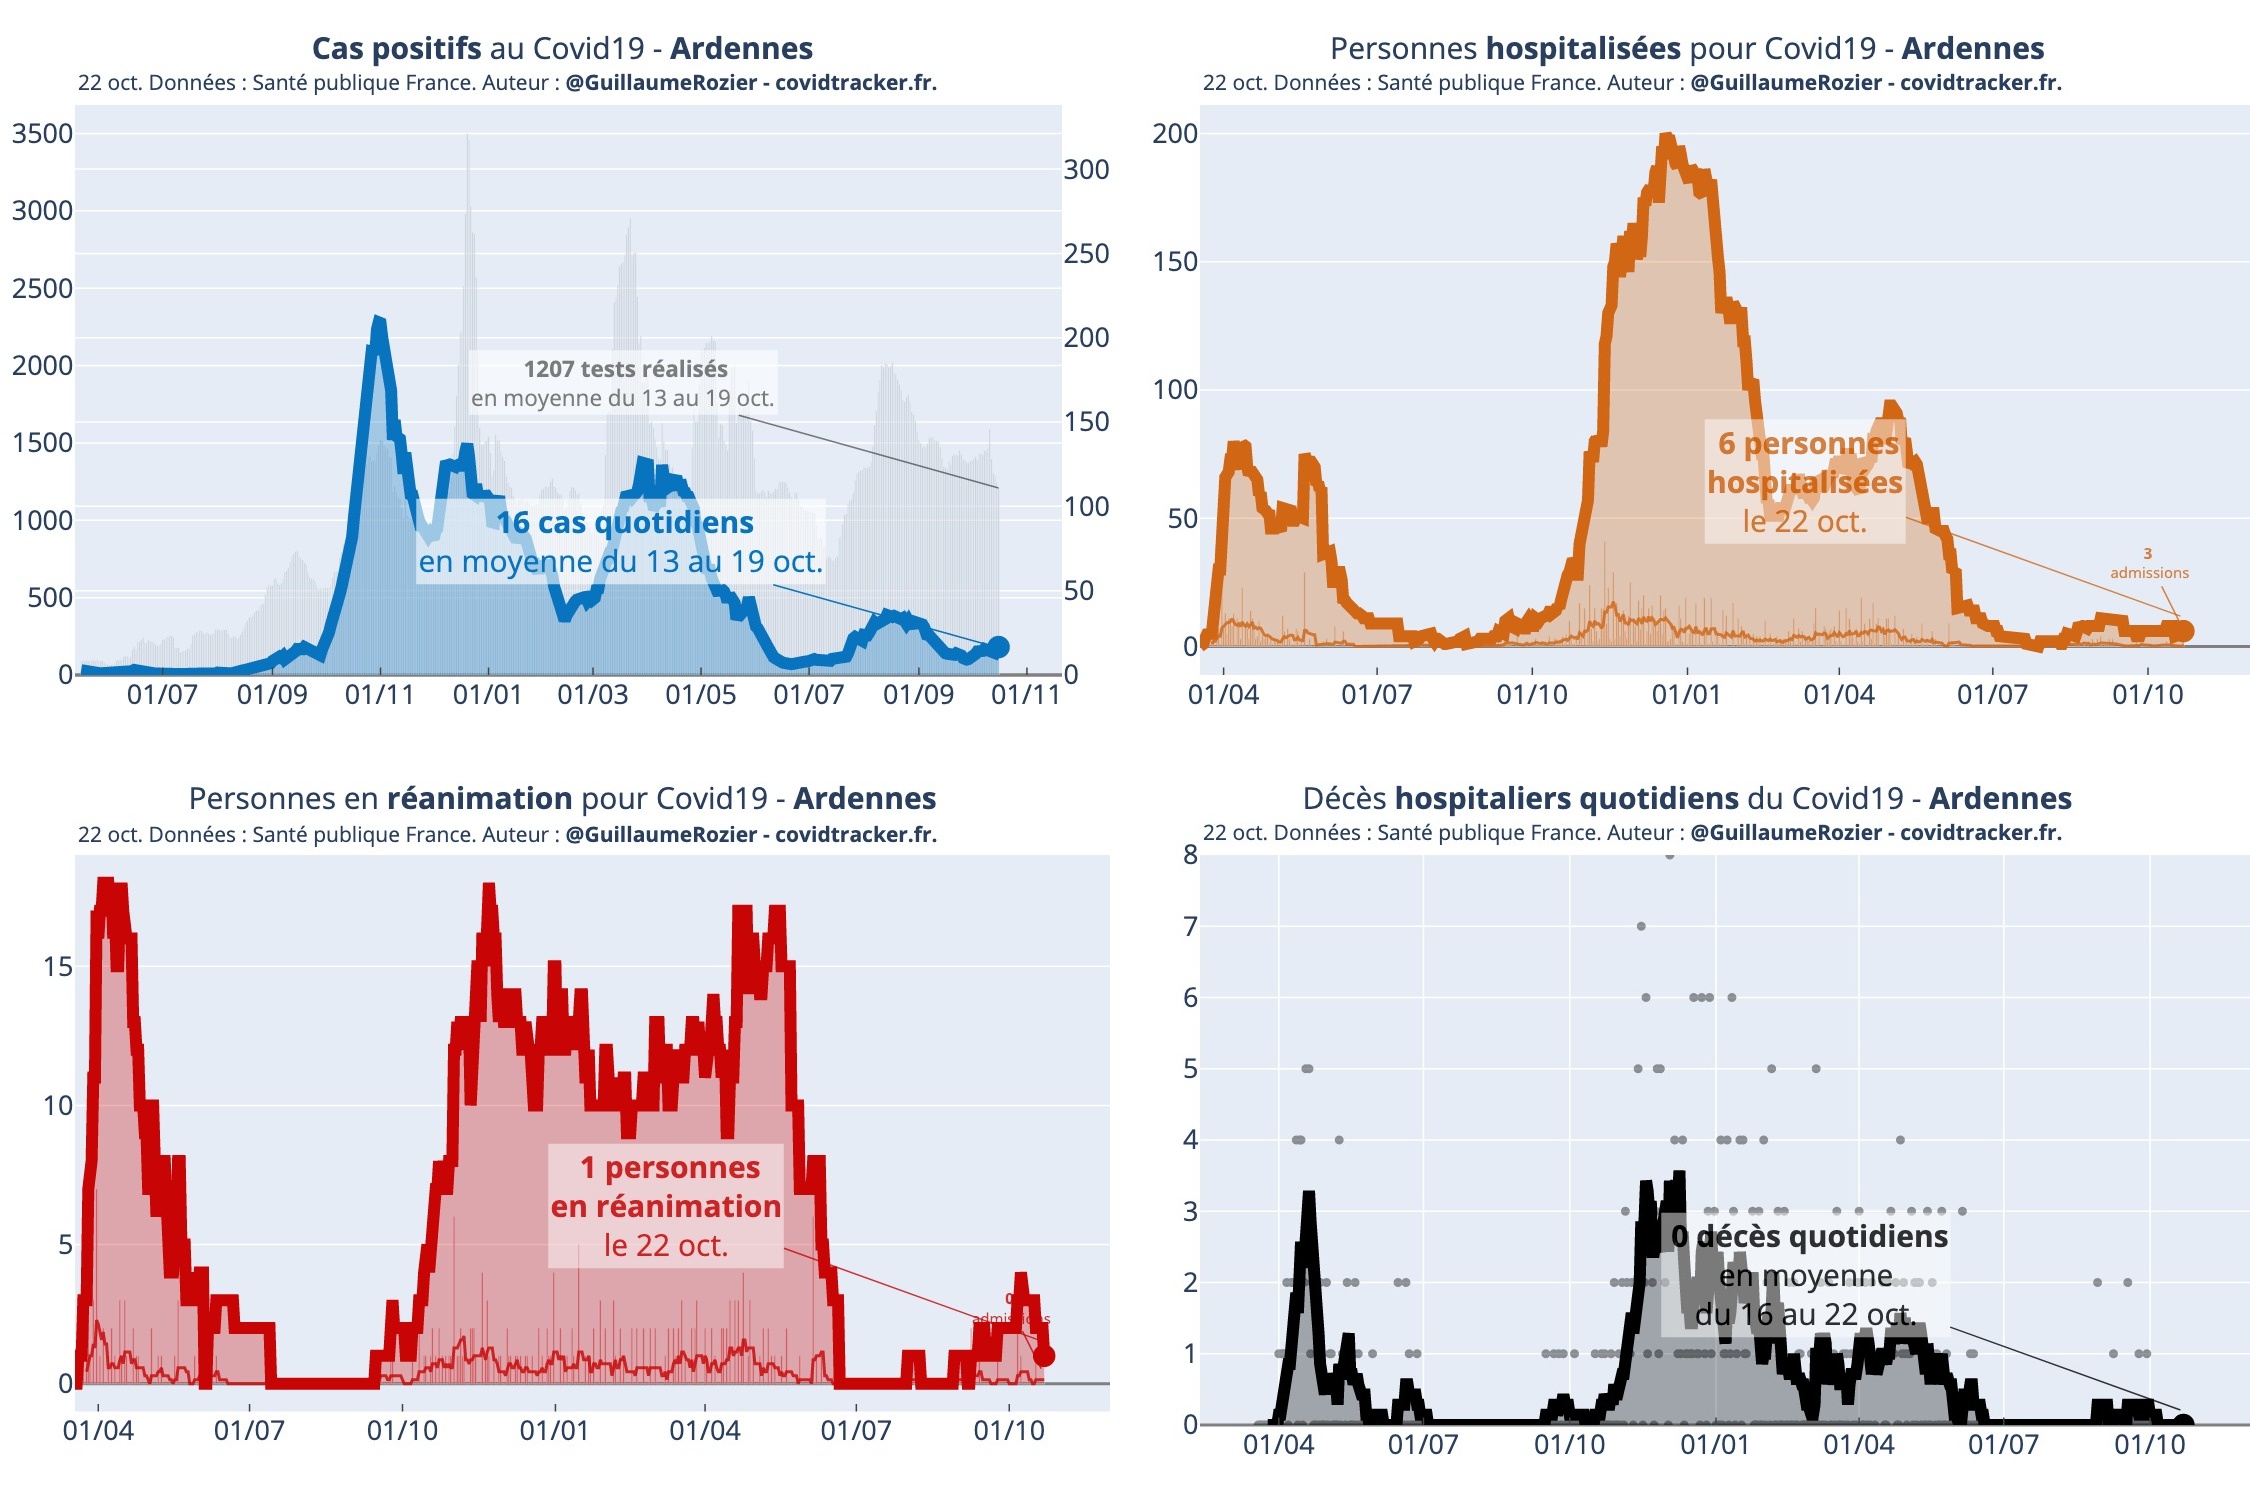 Cas positifs au Covid19 - Ardennes
22 oct. Données : Santé publique France. Auteur : @GuillaumeRozier - covidtracker.fr.
3500
3000
2500
2000
1500
1000
500
0
300
250
200
150
100
50
0
1207 tests réalisés
en moyenne du 13 au 19 oct.
16 cas quotidiens
en moyenne du 13 au 19 oct.
01/07 01/09 01/11 01/01 01/03 01/05 01/07 01/09 01/11
Personnes hospitalisées pour Covid19 - Ardennes
22 oct. Données : Santé publique France. Auteur : @GuillaumeRozier - covidtracker.fr.
200
150
100
50
0
6 personnes
hospitalisées
le 22 oct.
3
admissions
01/04 01/07 01/10 01/01 01/04 01/07 01/10
Personnes en réanimation pour Covid19 - Ardennes
22 oct. Données : Santé publique France. Auteur : @GuillaumeRozier - covidtracker.fr.
15
10
5
0
1 personnes
en réanimation
le 22 oct.
0
admissions
01/04 01/07 01/10 01/01 01/04 01/07 01/10
Décès hospitaliers quotidiens du Covid19 - Ardennes
22 oct. Données : Santé publique France. Auteur : @GuillaumeRozier - covidtracker.fr.
8
7
6
5
4
3
2
1
0
0 décès quotidiens
en moyenne
du 16 au 22 oct.
01/04 01/07 01/10 01/01 01/04 01/07 01/10